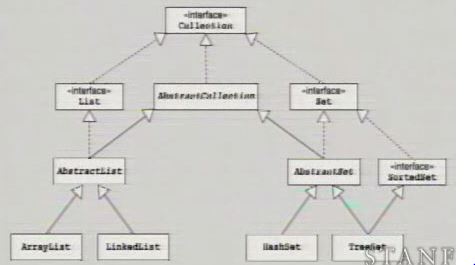 «interface»
Collection
«interface»
List
AbstractCollection
«interface»
Set
AbstractList
AbstractSet
«interface»
SortedSet
ArrayList
LinkedList
HashSet
TreeSet
STANF